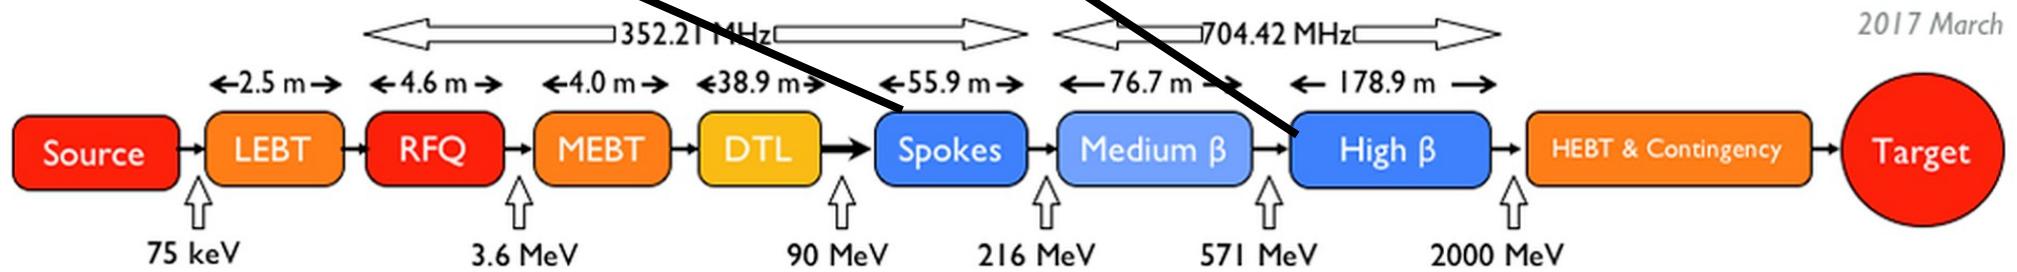 2017 March
352.21 MHz 704.42 MHz
2.5 m 4.6 m 4.0 m 38.9 m 55.9 m 76.7 m 178.9 m
Source LEBT RFQ MEBT DTL Spokes Medium β High β HEBT & Contingency Target
75 keV 3.6 MeV 90 MeV 216 MeV 571 MeV 2000 MeV